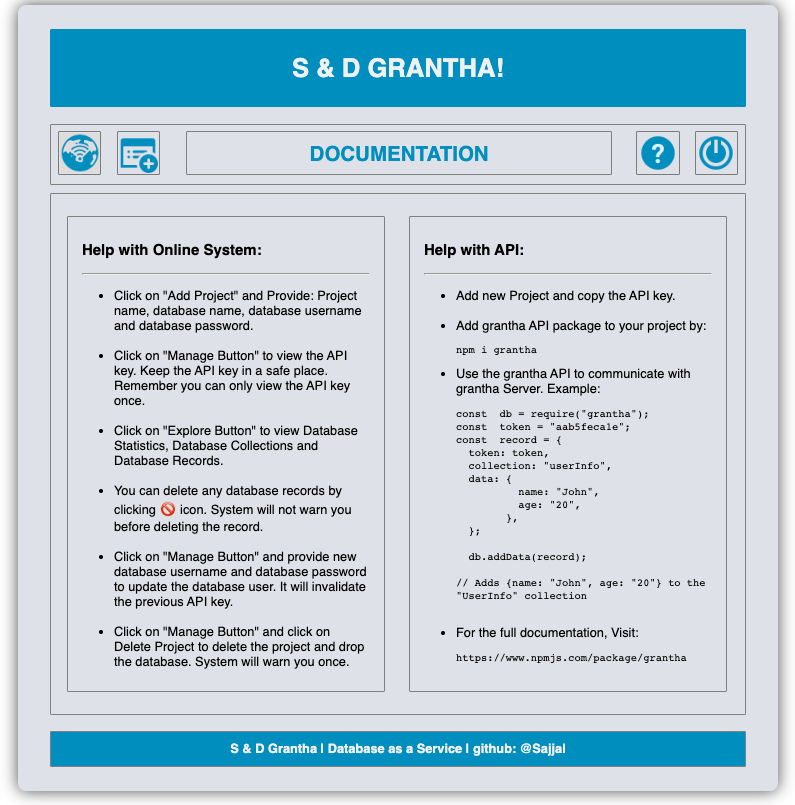 S & D GRANTHA!
DOCUMENTATION
?
Help with Online System:
• Click on "Add Project" and Provide: Project
name, database name, database username
and database password.
• Click on "Manage Button" to view the API
key. Keep the API key in a safe place.
Remember you can only view the API key
once.
• Click on "Explore Button" to view Database
Statistics, Database Collections and
Database Records.
• You can delete any database records by
clicking 🚫 icon. System will not warn you
before deleting the record.
• Click on "Manage Button" and provide new
database username and database password
to update the database user. It will invalidate
the previous API key.
• Click on "Manage Button" and click on
Delete Project to delete the project and drop
the database. System will warn you once.
Help with API:
• Add new Project and copy the API key.
• Add grantha API package to your project by:
npm i grantha
• Use the grantha API to communicate with
grantha Server. Example:
const  db = require("grantha");
const  token = "aab5feca1e";
const  record = {
  token: token,
  collection: "userInfo",
  data: {
          name: "John",
          age: "20",
        },
  };
  db.addData(record);
// Adds {name: "John", age: "20"} to the
"UserInfo" collection
• For the full documentation, Visit:
https://www.npmjs.com/package/grantha
S & D Grantha | Database as a Service | github: @Sajjal